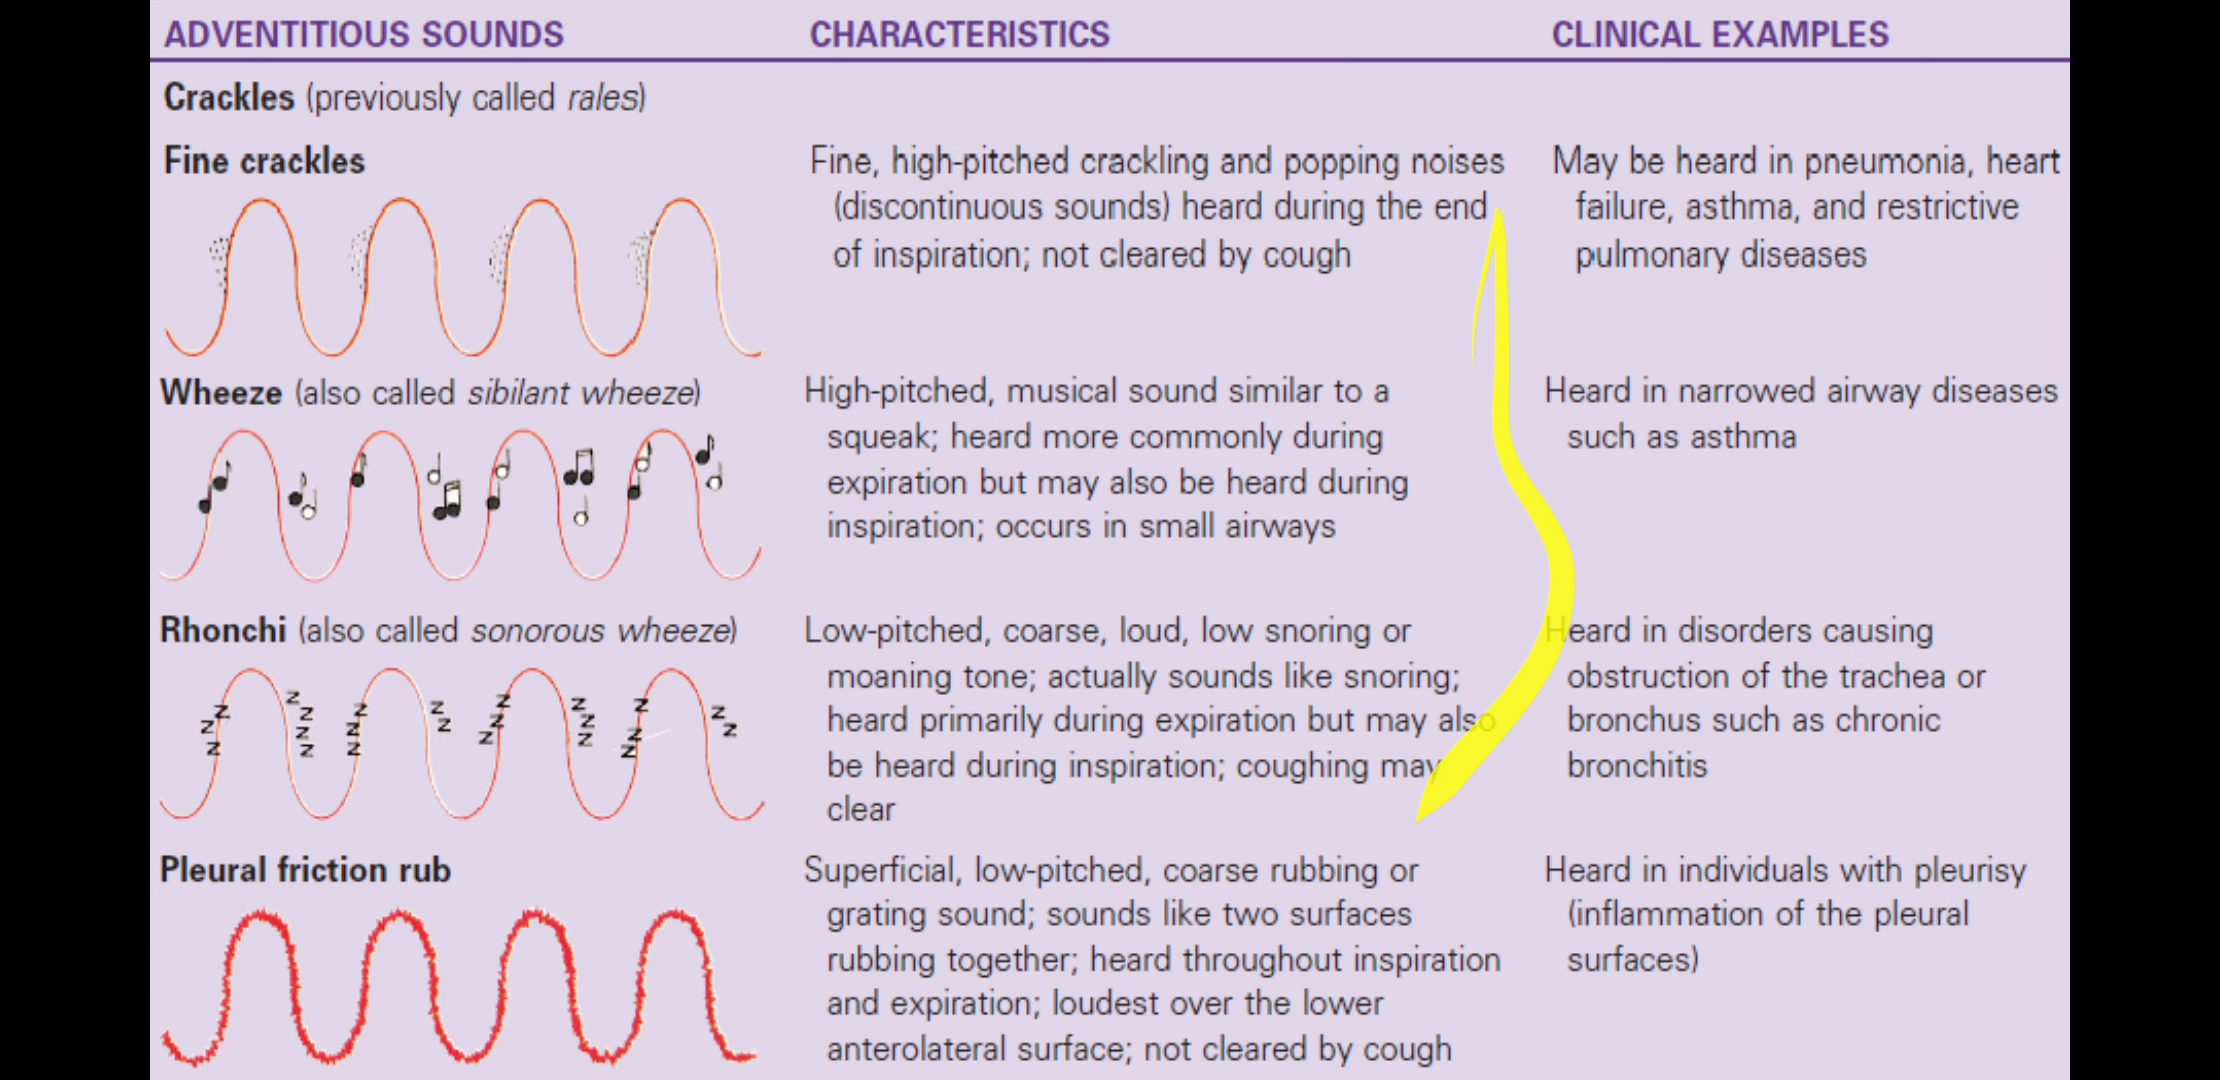 ADVENTITIOUS SOUNDS CHARACTERISTICS CLINICAL EXAMPLES
Crackles (previously called rales)
Fine crackles
Fine, high-pitched crackling and popping noises
(discontinuous sounds) heard during the end
of inspiration; not cleared by cough
May be heard in pneumonia, heart
failure, asthma, and restrictive
pulmonary diseases
Wheeze (also called sibilant wheeze)
High-pitched, musical sound similar to a
squeak; heard more commonly during
expiration but may also be heard during
inspiration; occurs in small airways
Heard in narrowed airway diseases
such as asthma
Rhonchi (also called sonorous wheeze)
z z z z z z z z z z z z z z z z z z z z z z z
Low-pitched, coarse, loud, low snoring or
moaning tone; actually sounds like snoring;
heard primarily during expiration but may also
be heard during inspiration; coughing may
clear
Heard in disorders causing
obstruction of the trachea or
bronchus such as chronic
bronchitis
Pleural friction rub
Superficial, low-pitched, coarse rubbing or
grating sound; sounds like two surfaces
rubbing together; heard throughout inspiration
and expiration; loudest over the lower
anterolateral surface; not cleared by cough
Heard in individuals with pleurisy
(inflammation of the pleural
surfaces)